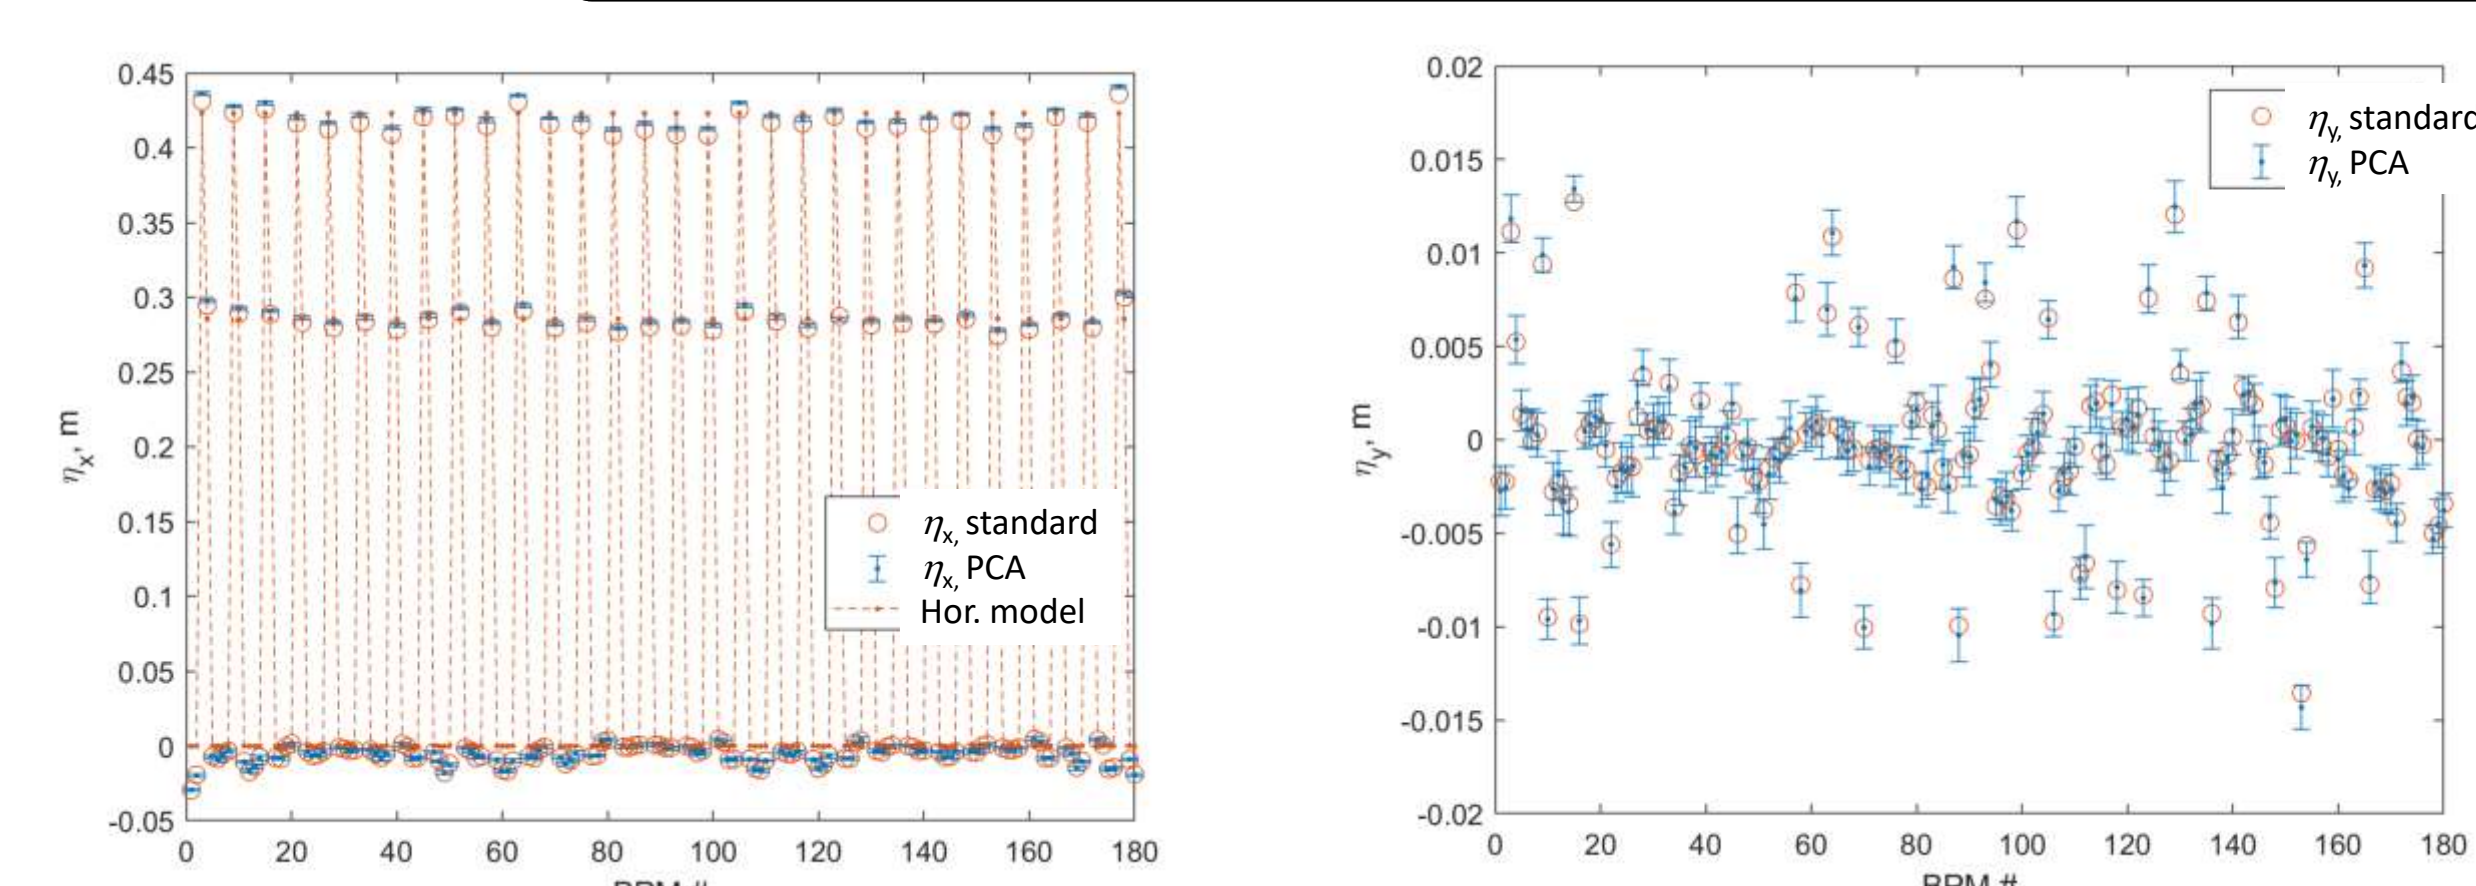 0.45
0.4
0.35
0.3
0.25
0.2
0.15
0.1
0.05
0
-0.05
ηx, m
ηx, standard
ηx, PCA
Hor. model
0 20 40 60 80 100 120 140 160 180
BPM #
0.02
0.015
0.01
0.005
0
-0.005
-0.01
-0.015
-0.02
ηy, m
ηy, standard
ηy, PCA
0 20 40 60 80 100 120 140 160 180
BPM #